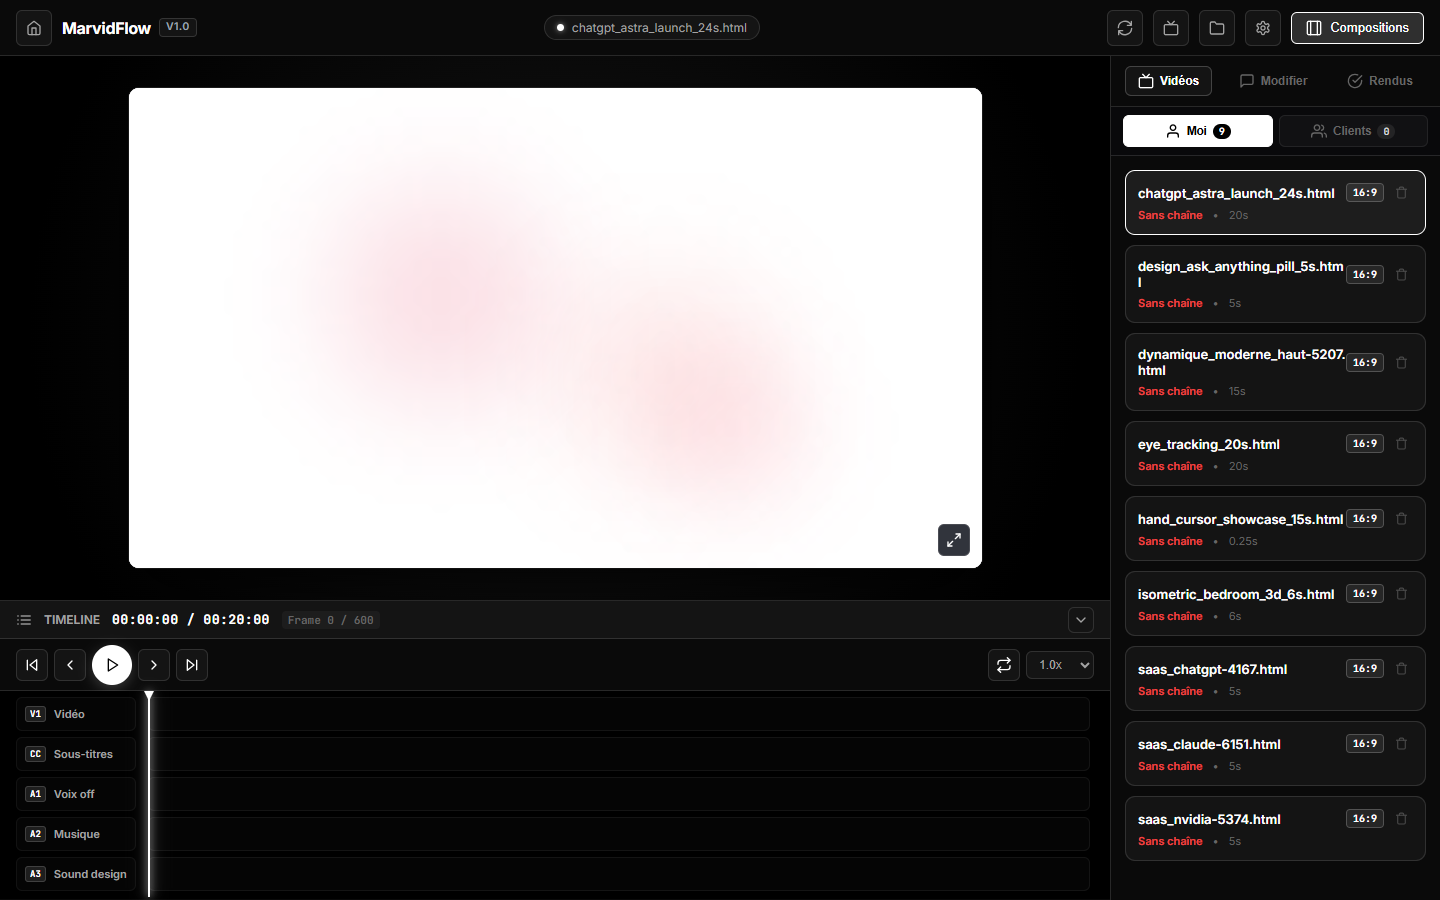 MarvidFlow V1.0
chatgpt_astra_launch_24s.html
Compositions
Vidéos Modifier Rendus
Moi 9 Clients 0
chatgpt_astra_launch_24s.html 16:9
Sans chaîne • 20s
design_ask_anything_pill_5s.htm
l 16:9
Sans chaîne • 5s
dynamique_moderne_haut-5207.
html 16:9
Sans chaîne • 15s
eye_tracking_20s.html 16:9
Sans chaîne • 20s
hand_cursor_showcase_15s.html 16:9
Sans chaîne • 0.25s
isometric_bedroom_3d_6s.html 16:9
Sans chaîne • 6s
saas_chatgpt-4167.html 16:9
Sans chaîne • 5s
saas_claude-6151.html 16:9
Sans chaîne • 5s
saas_nvidia-5374.html 16:9
Sans chaîne • 5s
TIMELINE 00:00:00 / 00:20:00 Frame 0 / 600
1.0x
V1 Vidéo
CC Sous-titres
A1 Voix off
A2 Musique
A3 Sound design